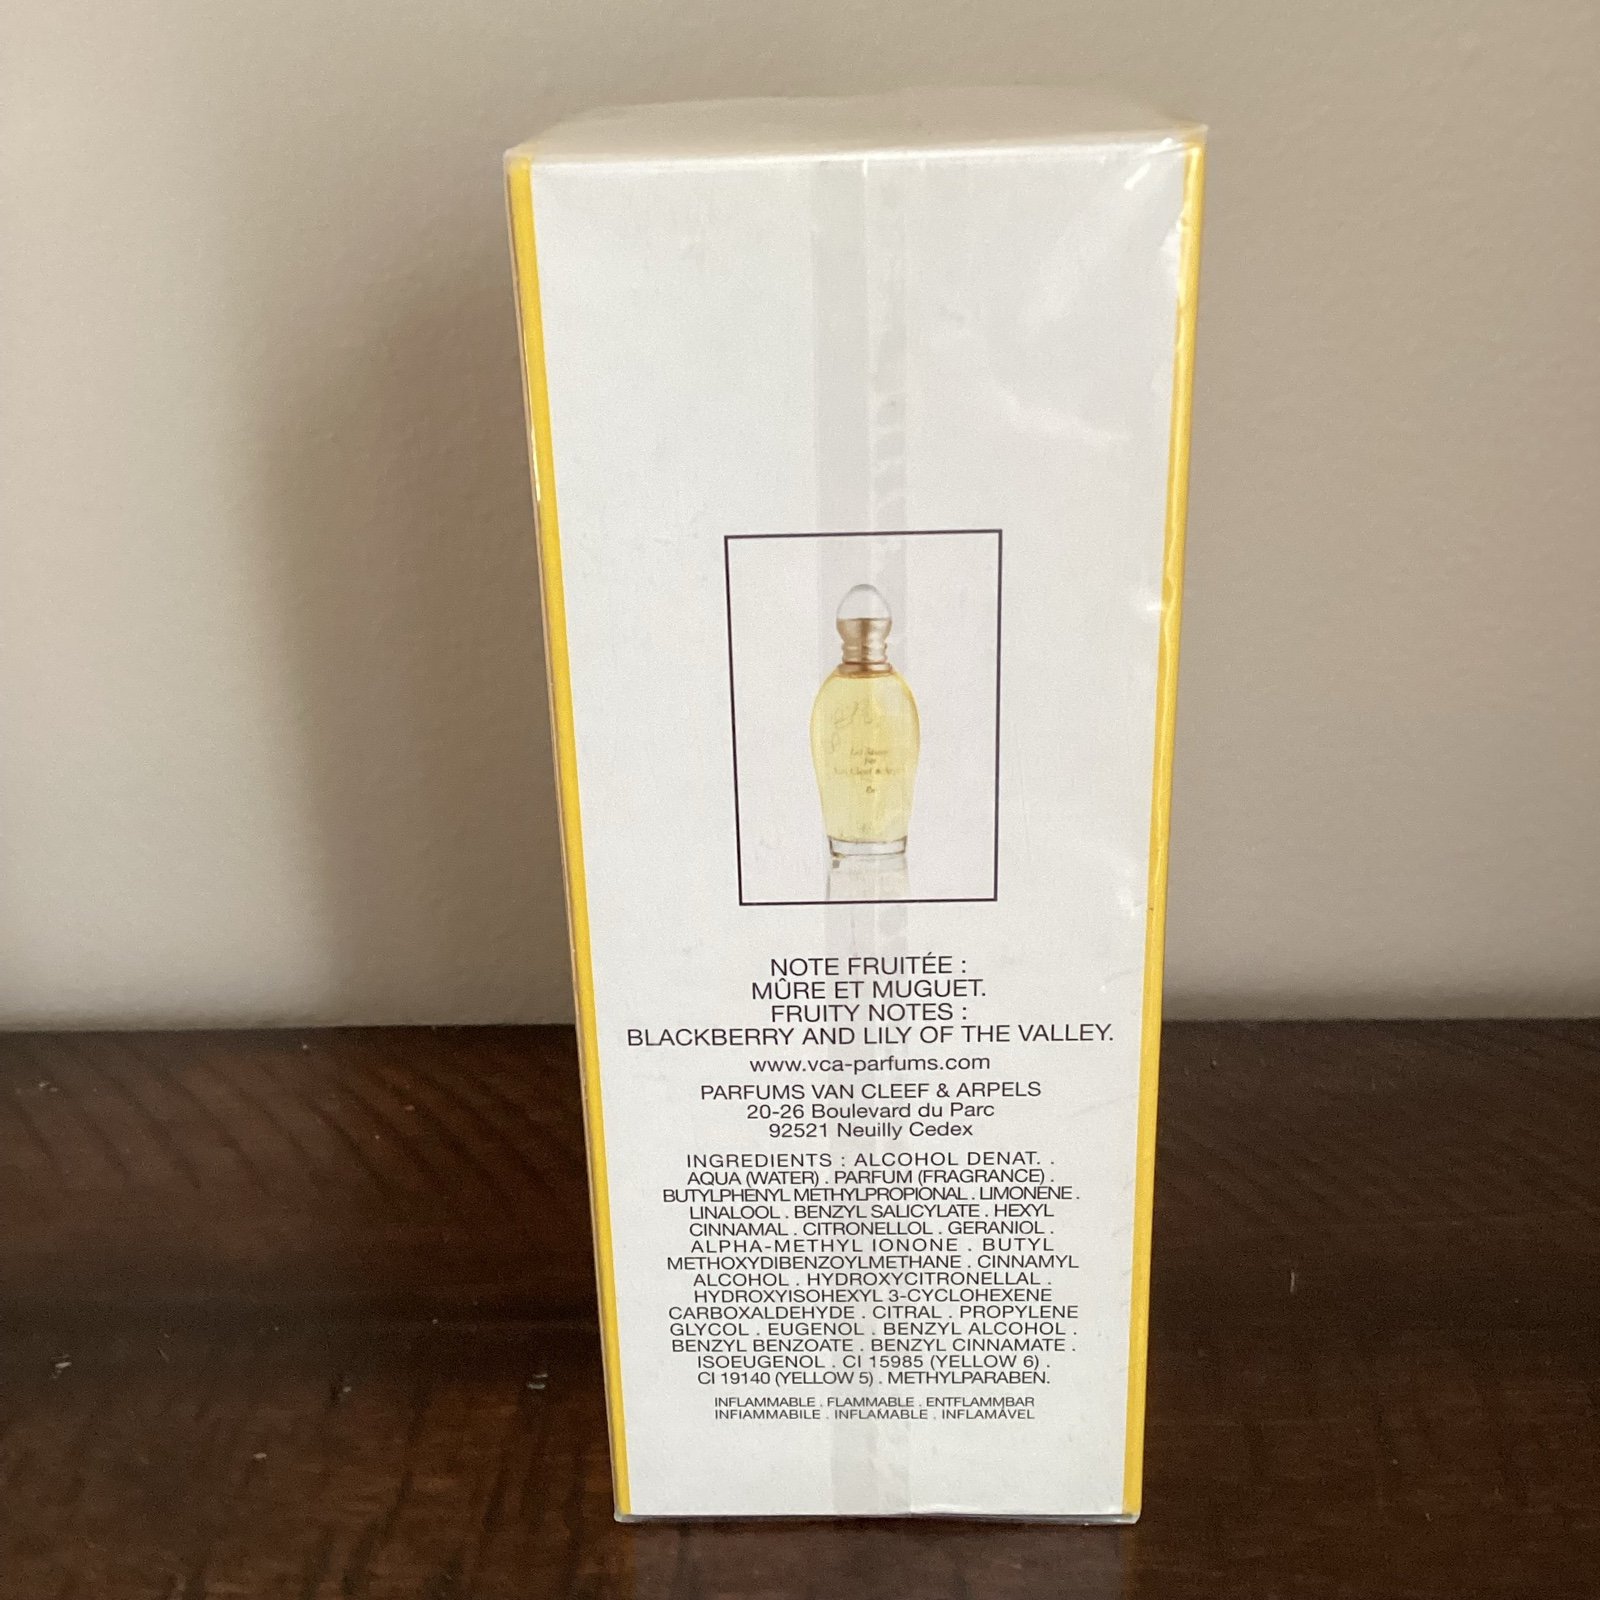 Van Cleef & Arpels
NOTE FRUITÉE :
MÛRE ET MUGUET.
FRUITY NOTES :
BLACKBERRY AND LILY OF THE VALLEY.
www.vca-parfums.com
PARFUMS VAN CLEEF & ARPELS
20-26 Boulevard du Parc
92521 Neuilly Cedex
INGREDIENTS : ALCOHOL DENAT. .
AQUA (WATER) . PARFUM (FRAGRANCE) .
BUTYLPHENYL METHYLPROPIONAL . LIMONENE .
LINALOOL . BENZYL SALICYLATE . HEXYL
CINNAMAL . CITRONELLOL . GERANIOL .
ALPHA-METHYL IONONE . BUTYL
METHOXYDIBENZOYLMETHANE . CINNAMYL
ALCOHOL . HYDROXYCITRONELLAL .
HYDROXYISOHEXYL 3-CYCLOHEXENE
CARBOXALDEHYDE . CITRAL . PROPYLENE
GLYCOL . EUGENOL . BENZYL ALCOHOL .
BENZYL BENZOATE . BENZYL CINNAMATE .
ISOEUGENOL . CI 15985 (YELLOW 6) .
CI 19140 (YELLOW 5) . METHYLPARABEN.
INFLAMMABLE . FLAMMABLE . ENTFLAMMBAR
INFIAMMABILE . INFLAMABLE . INFLAMÁVEL